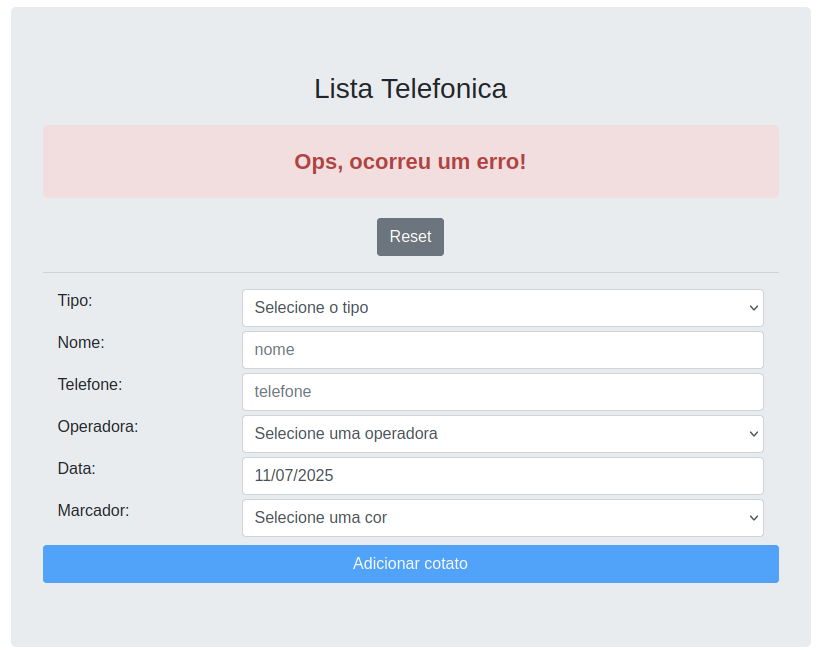 Lista Telefonica
Ops, ocorreu um erro!
Reset
Tipo: Selecione o tipo
Nome: nome
Telefone: telefone
Operadora: Selecione uma operadora
Data: 11/07/2025
Marcador: Selecione uma cor
Adicionar cotato